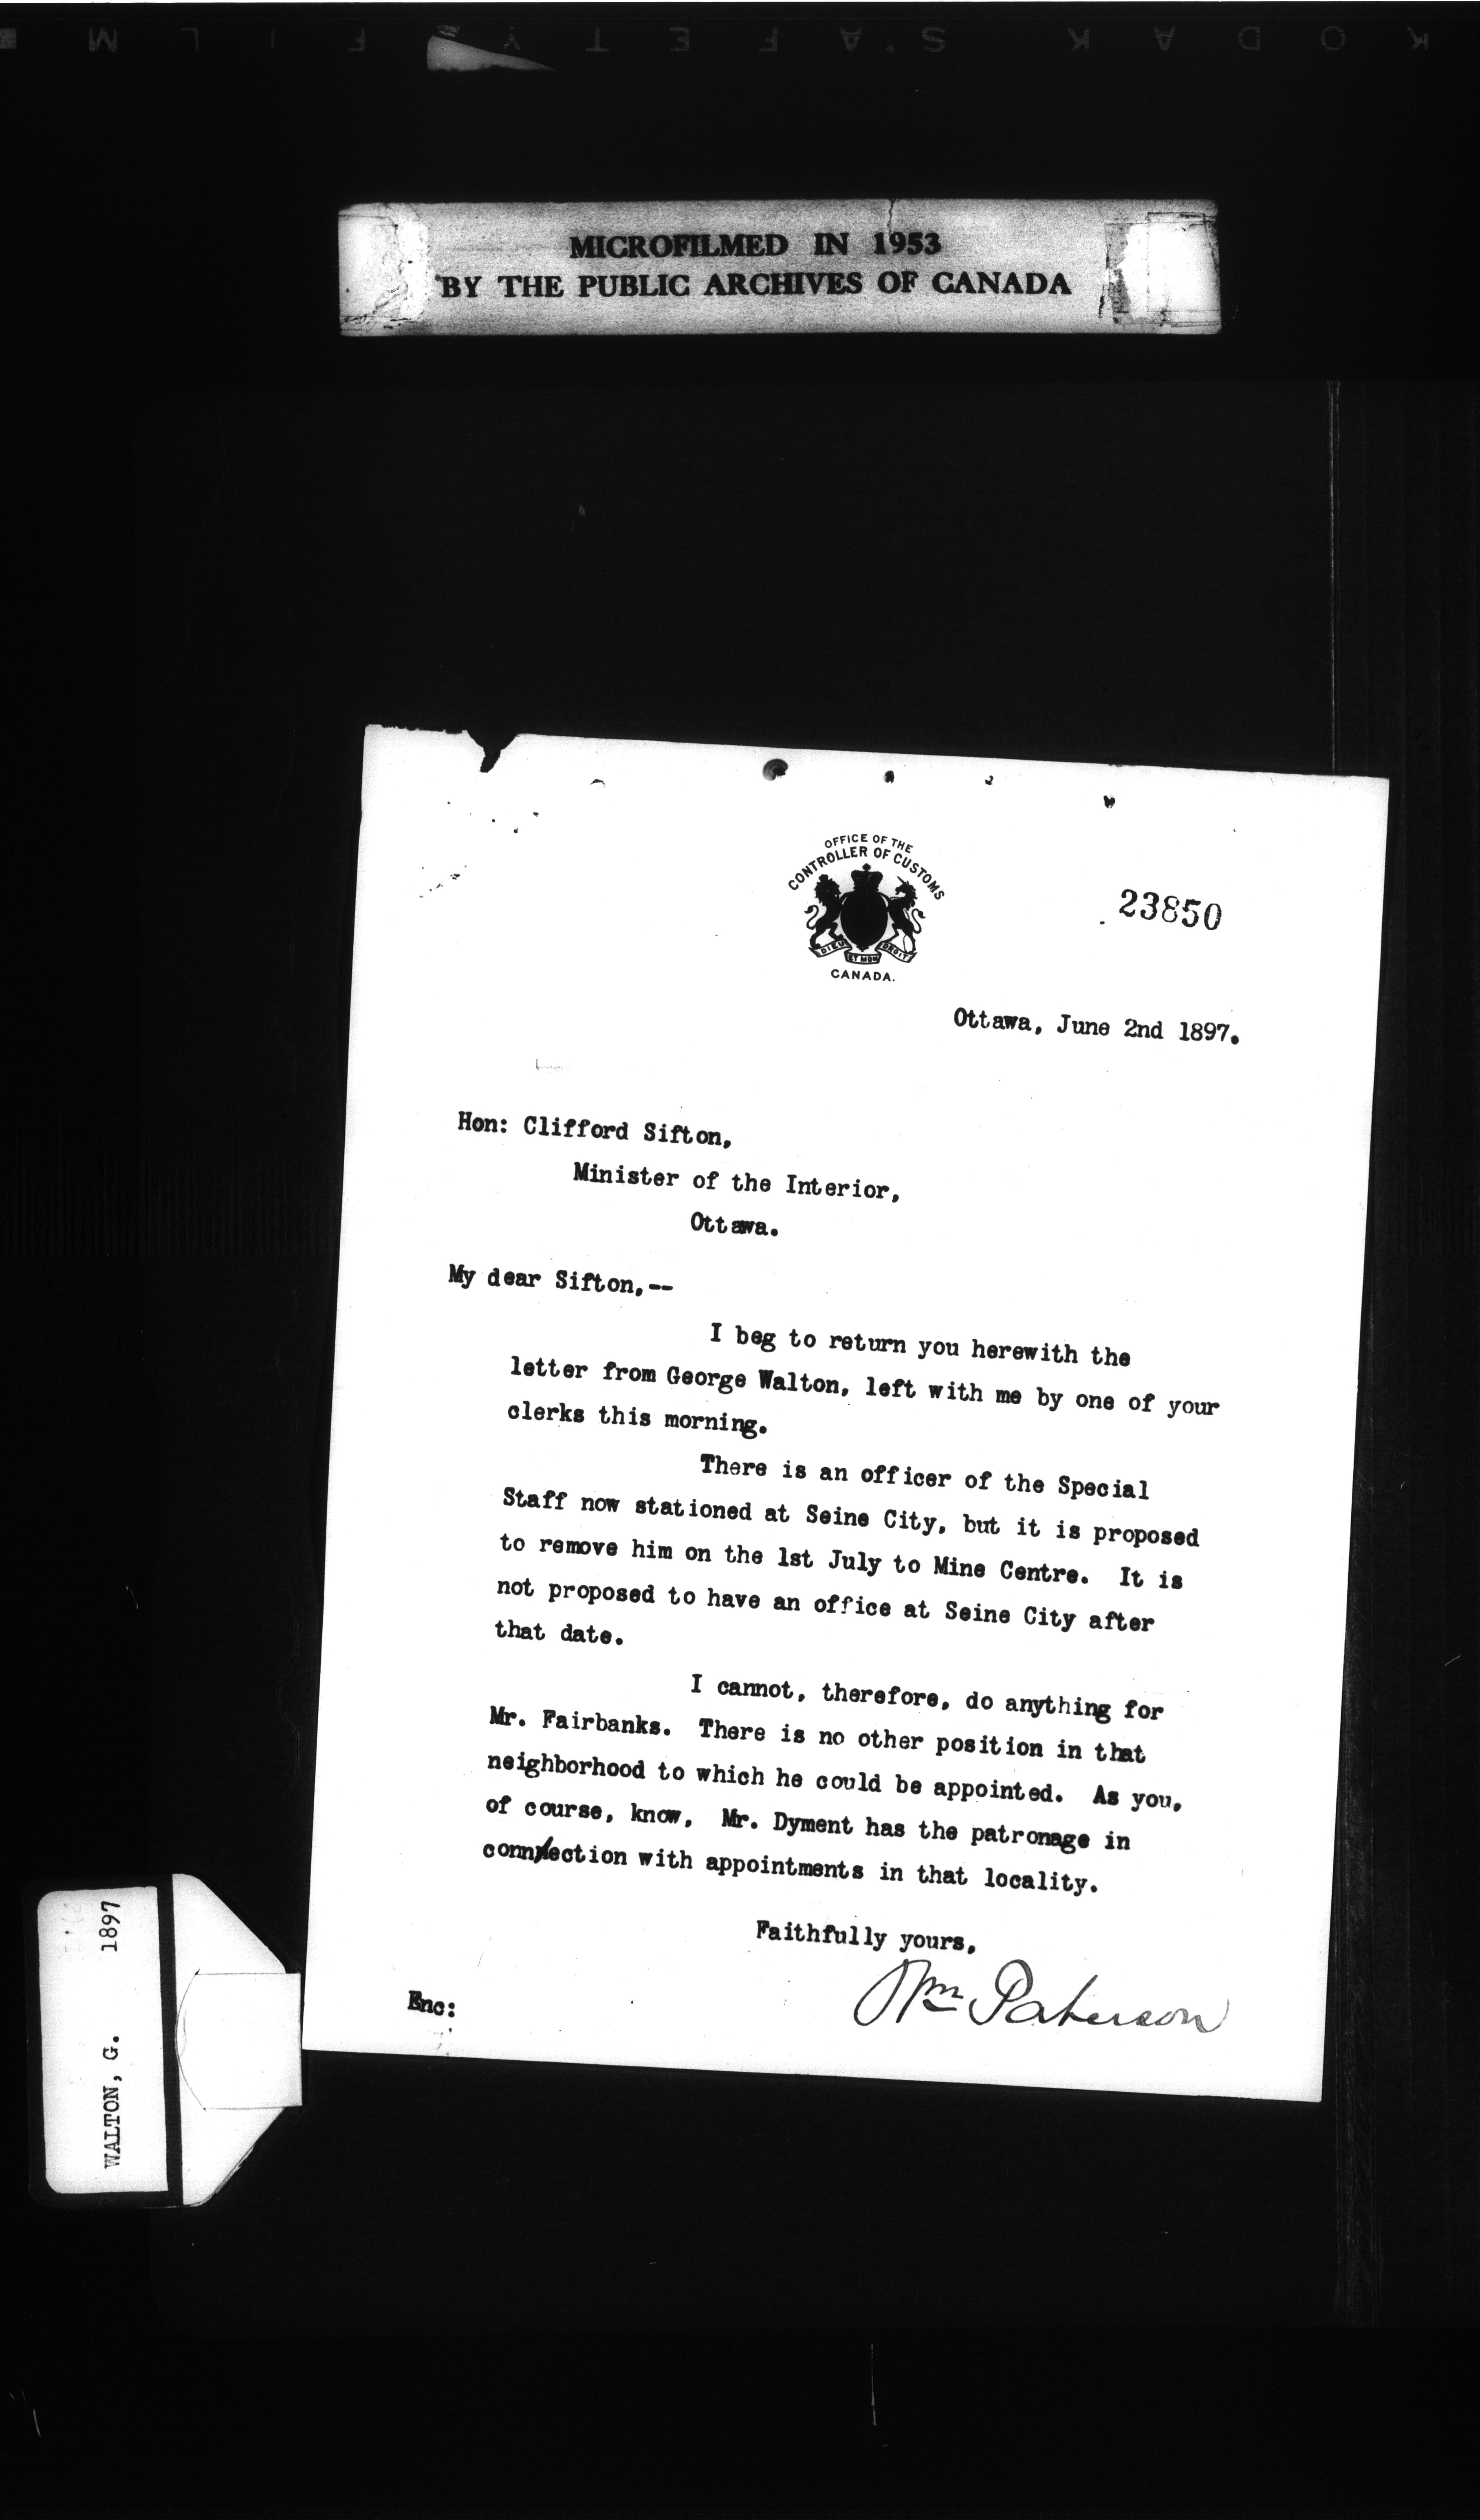 KODAK SAFETY FILM
MICROFILMED IN 1953
BY THE PUBLIC ARCHIVES OF CANADA
OFFICE OF THE
CONTROLLER OF CUSTOMS
DIEU ET MON DROIT
CANADA.
23850
Ottawa, June 2nd 1897.
Hon: Clifford Sifton,
Minister of the Interior,
Ottawa.
My dear Sifton,--
I beg to return you herewith the
letter from George Walton, left with me by one of your
clerks this morning.
There is an officer of the Special
Staff now stationed at Seine City, but it is proposed
to remove him on the 1st July to Mine Centre. It is
not proposed to have an office at Seine City after
that date.
I cannot, therefore, do anything for
Mr. Fairbanks. There is no other position in that
neighborhood to which he could be appointed. As you,
of course, know, Mr. Dyment has the patronage in
connection with appointments in that locality.
Faithfully yours,
Wm Paterson
Enc:
WALTON, G. 1897